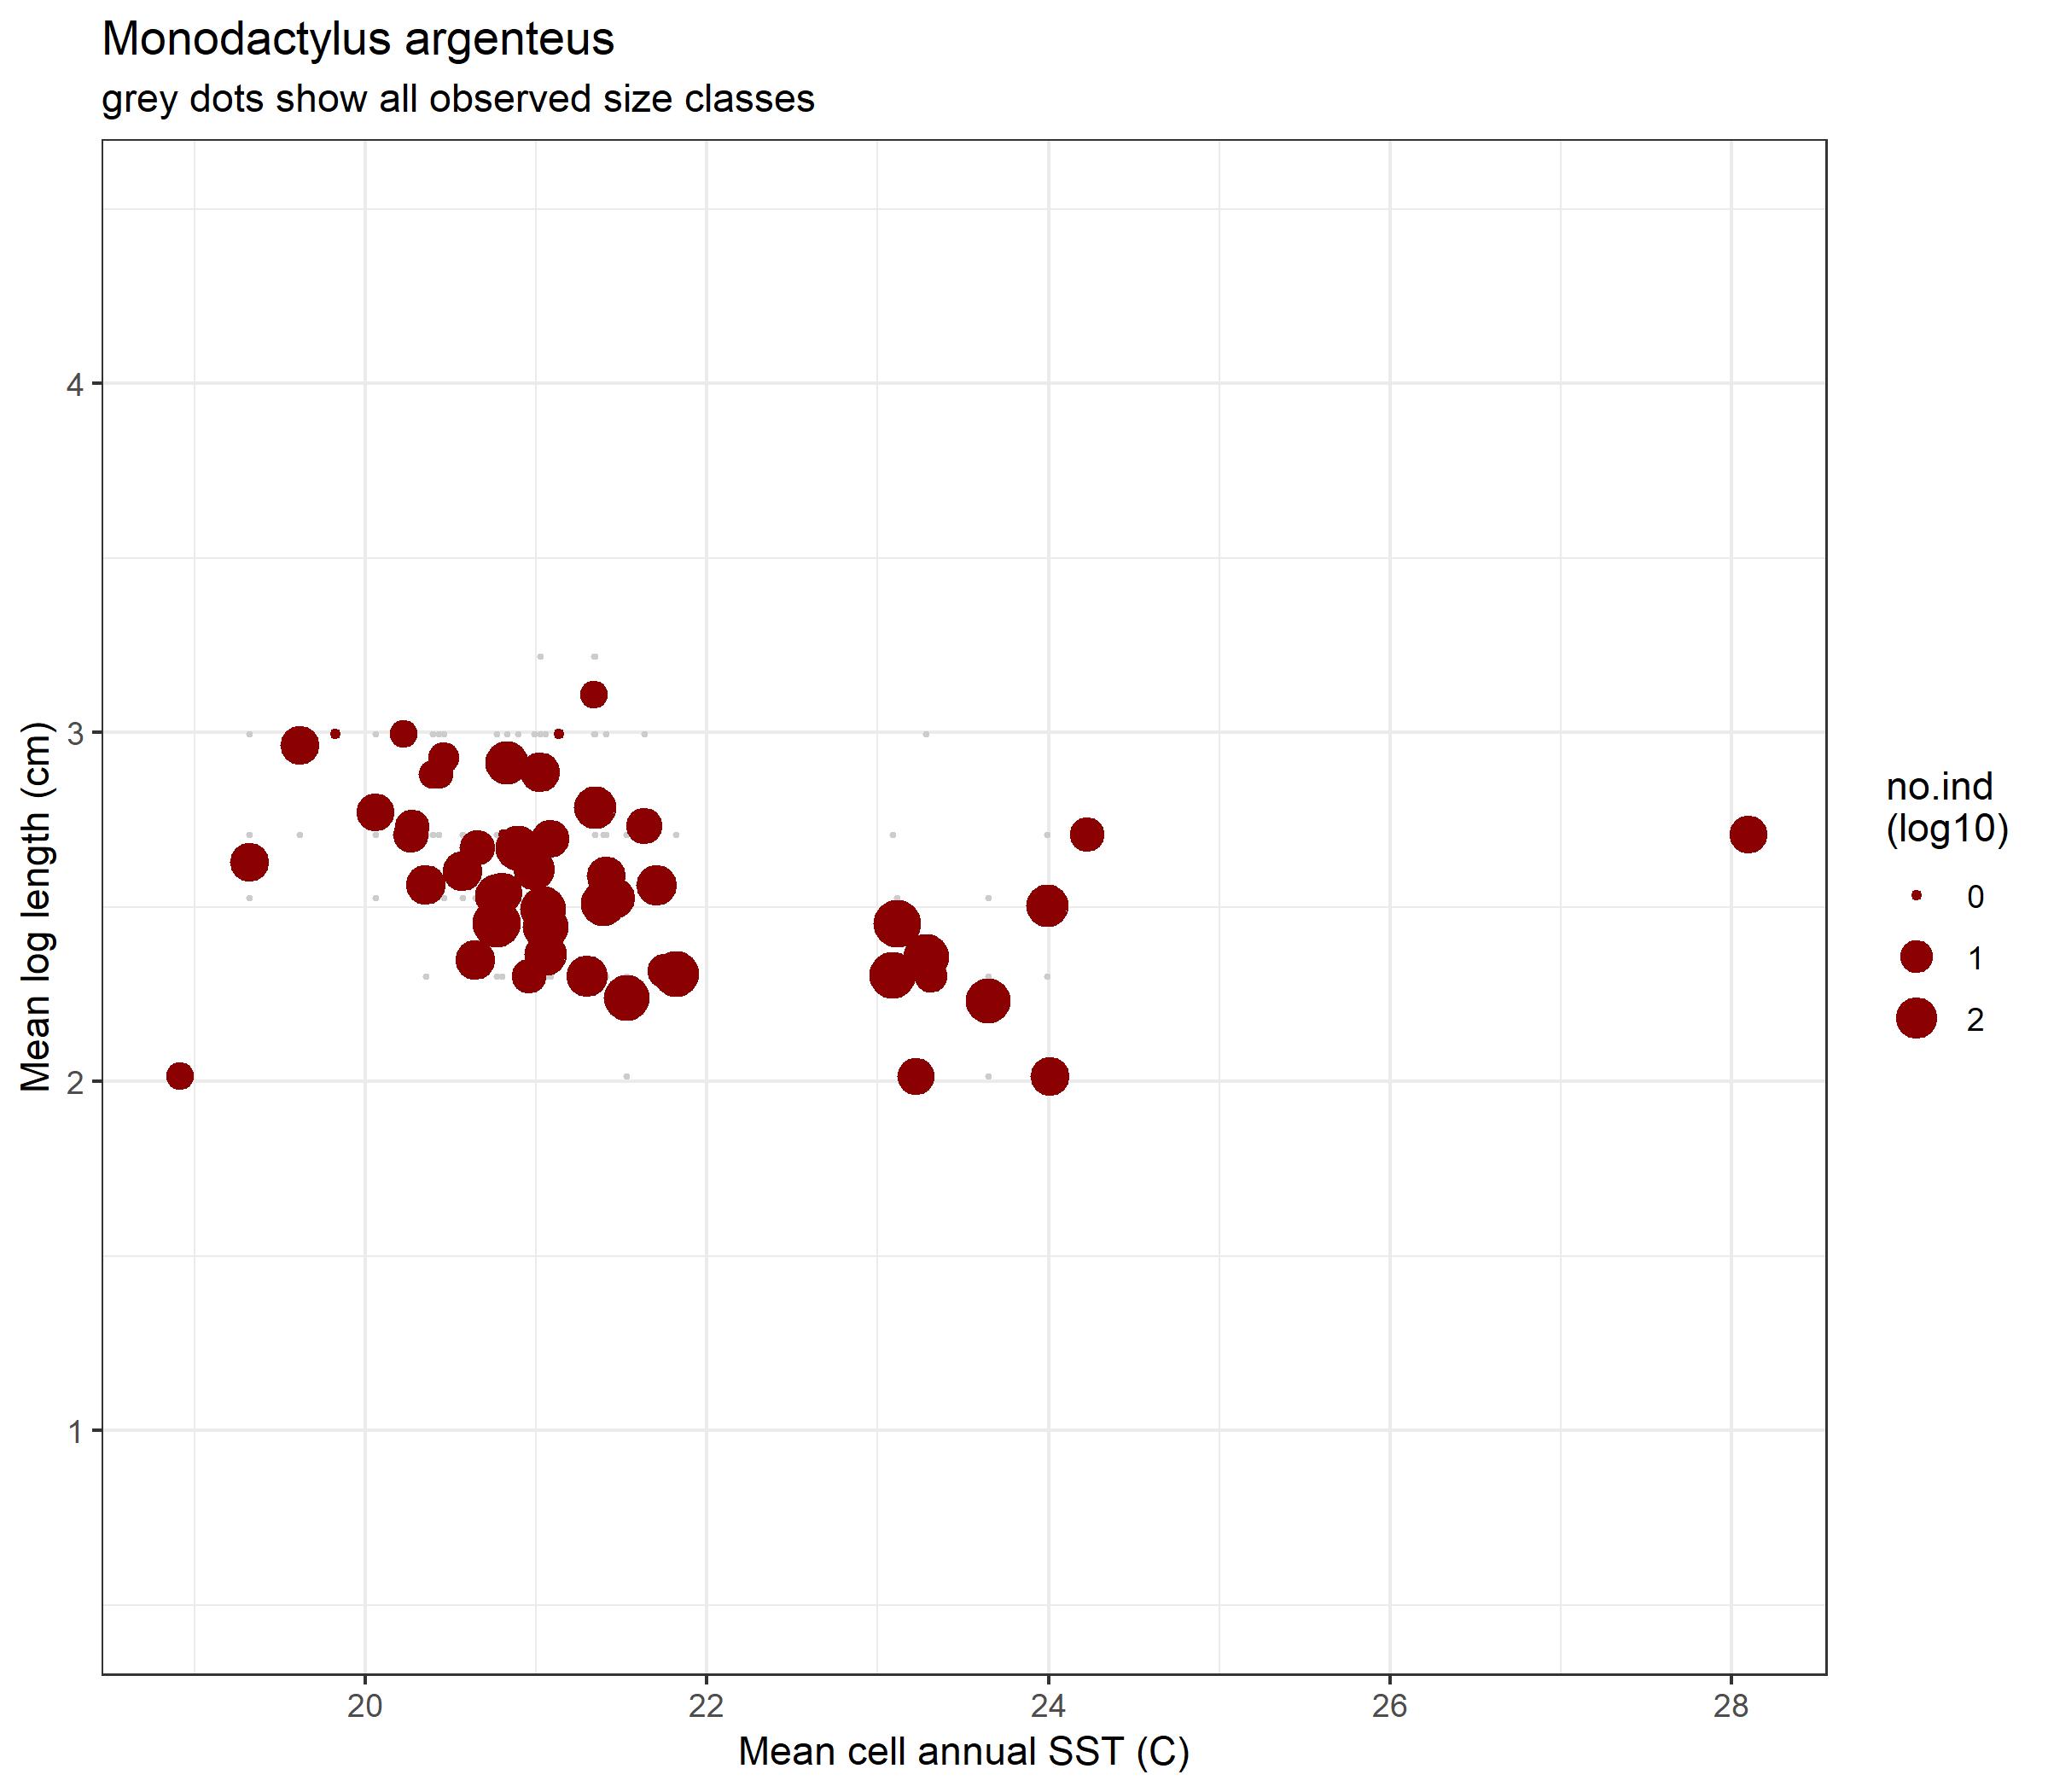 Monodactylus argenteus
grey dots show all observed size classes
Mean log length (cm)
4
3
2
1
20 22 24 26 28
Mean cell annual SST (C)
no.ind
(log10)
0
1
2